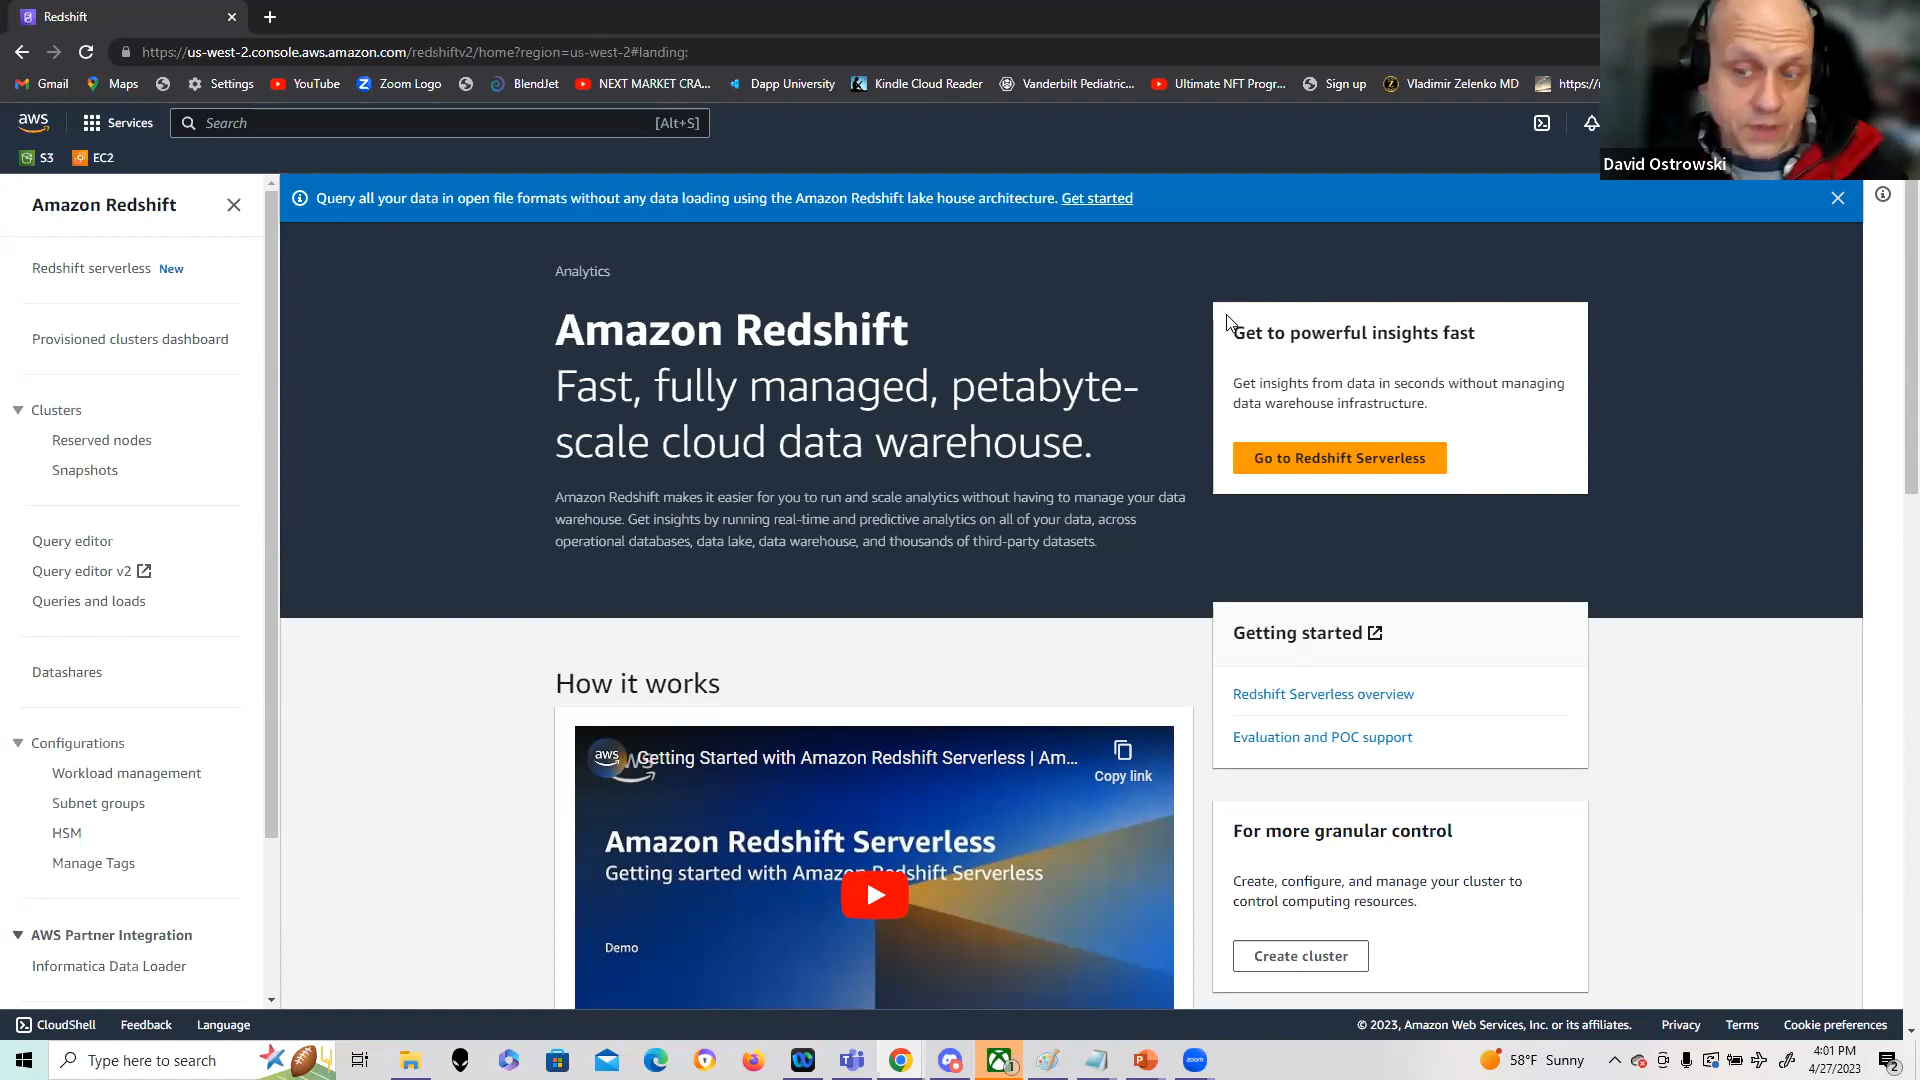 Redshift
https://us-west-2.console.aws.amazon.com/redshiftv2/home?region=us-west-2#landing:
Gmail
Maps
Settings
YouTube
Zoom Logo
BlendJet
NEXT MARKET CRA...
Dapp University
Kindle Cloud Reader
Vanderbilt Pediatric...
Ultimate NFT Progr...
Sign up
Vladimir Zelenko MD
aws
Services
Search
[Alt+S]
S3
EC2
David Ostrowski
Amazon Redshift
Redshift serverless New
Provisioned clusters dashboard
Clusters
Reserved nodes
Snapshots
Query editor
Query editor v2
Queries and loads
Datashares
Configurations
Workload management
Subnet groups
HSM
Manage Tags
AWS Partner Integration
Informatica Data Loader
Query all your data in open file formats without any data loading using the Amazon Redshift lake house architecture. Get started
Analytics
Amazon Redshift
Fast, fully managed, petabyte-
scale cloud data warehouse.
Amazon Redshift makes it easier for you to run and scale analytics without having to manage your data
warehouse. Get insights by running real-time and predictive analytics on all of your data, across
operational databases, data lake, data warehouse, and thousands of third-party datasets.
Get to powerful insights fast
Get insights from data in seconds without managing
data warehouse infrastructure.
Go to Redshift Serverless
Getting started
Redshift Serverless overview
Evaluation and POC support
For more granular control
Create, configure, and manage your cluster to
control computing resources.
Create cluster
How it works
aws
Getting Started with Amazon Redshift Serverless | Am...
Copy link
Amazon Redshift Serverless
Getting started with Amazon Redshift Serverless
Demo
CloudShell
Feedback
Language
© 2023, Amazon Web Services, Inc. or its affiliates.
Privacy
Terms
Cookie preferences
Type here to search
zoom
1
58°F Sunny
4:01 PM
4/27/2023
2